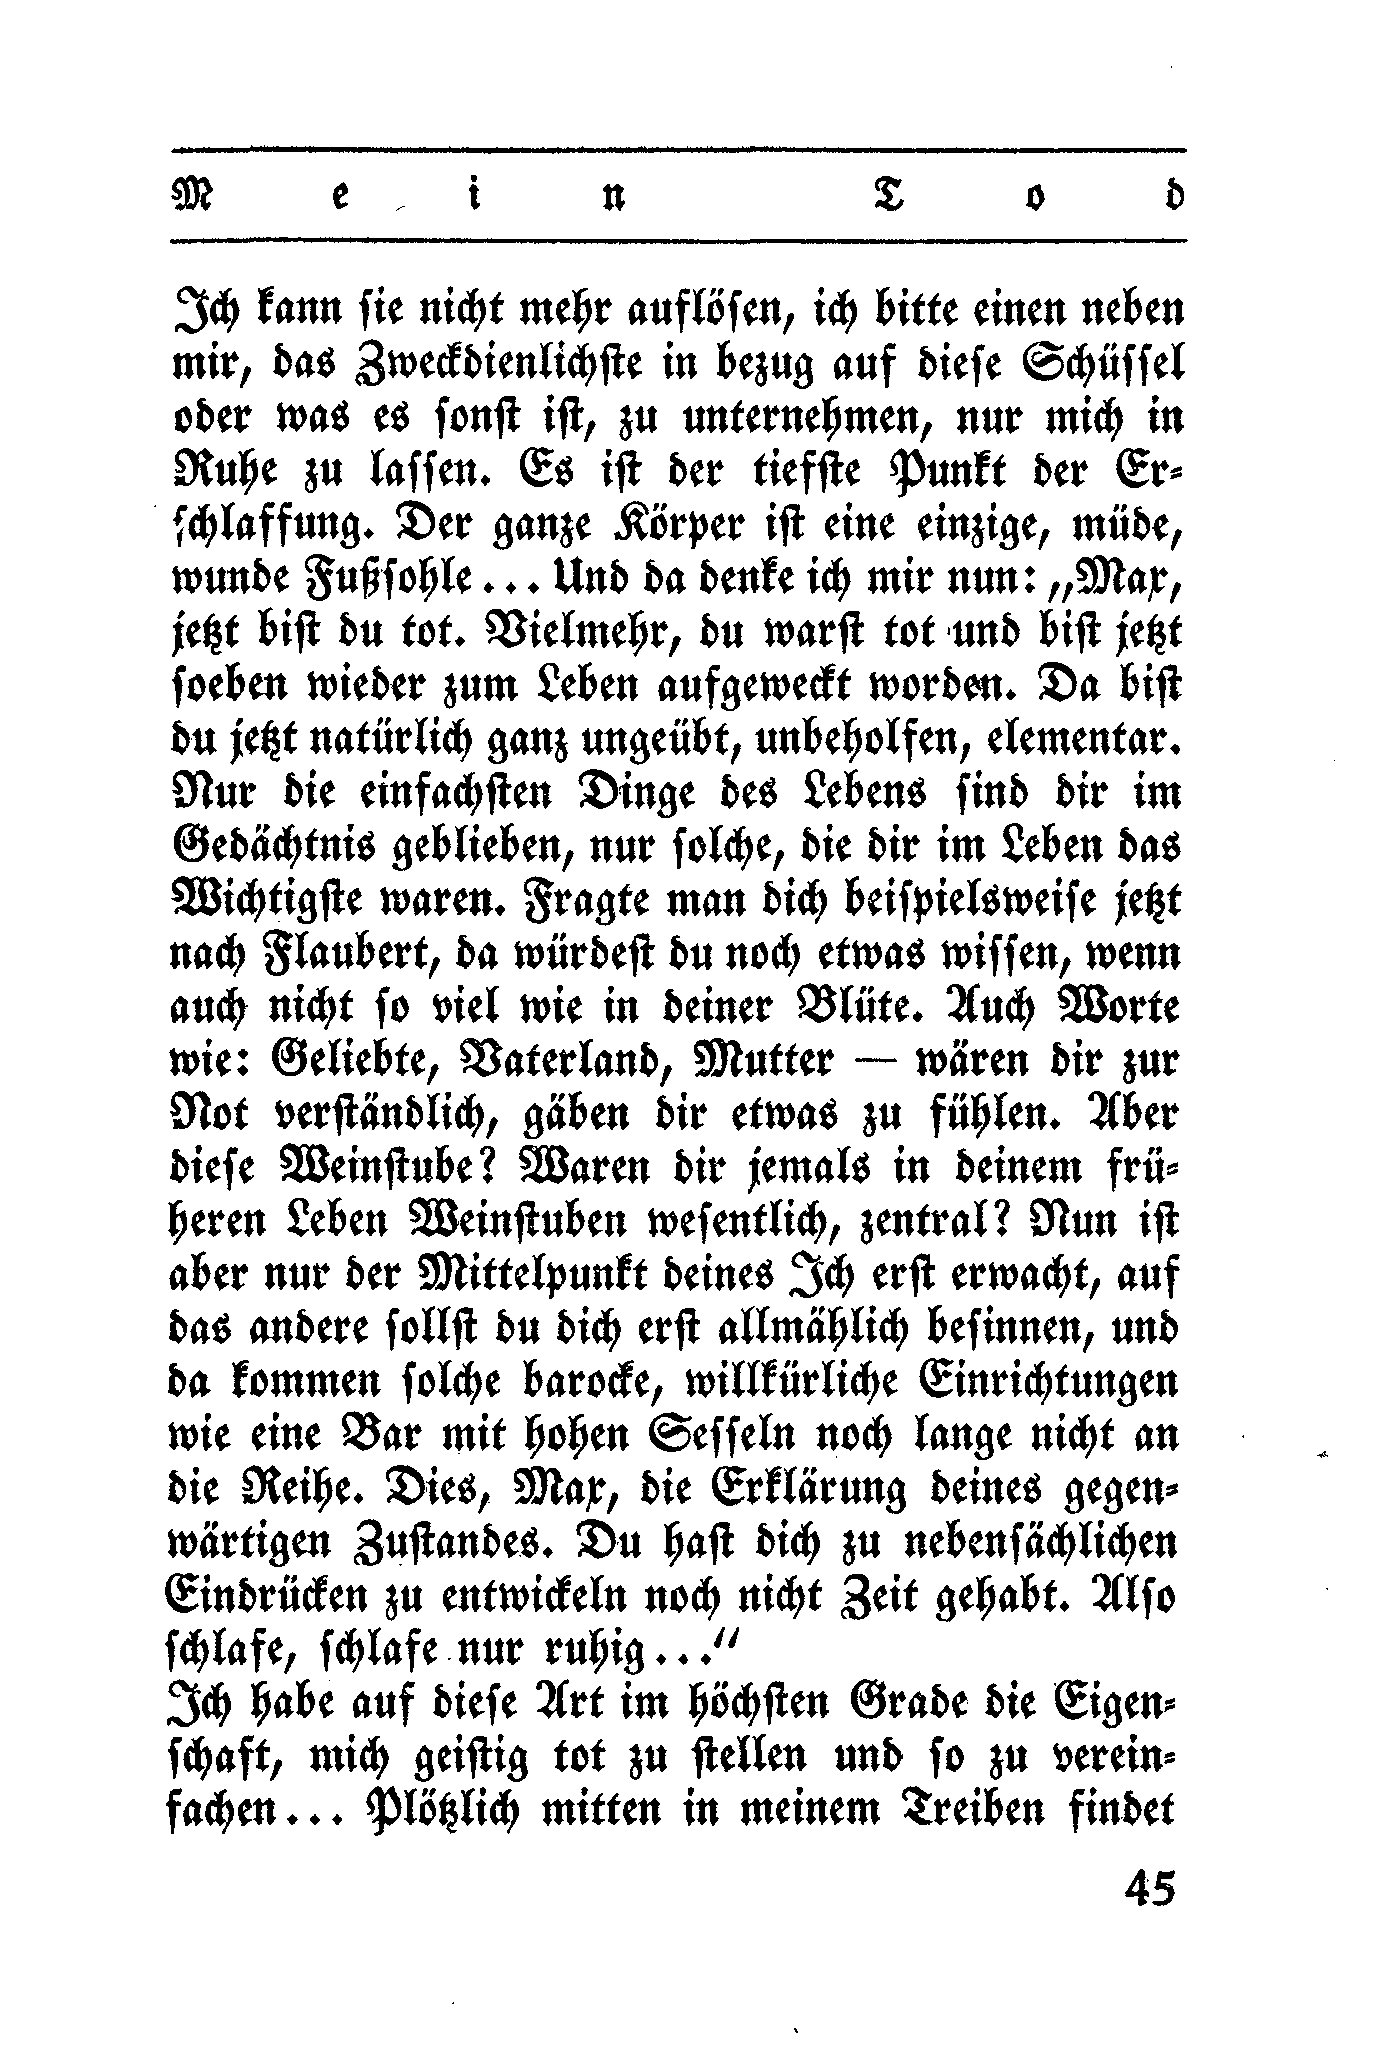 Mein Tod
Ich kann sie nicht mehr auflösen, ich bitte einen neben
mir, das Zweckdienlichste in bezug auf diese Schüssel
oder was es sonst ist, zu unternehmen, nur mich in
Ruhe zu lassen. Es ist der tiefste Punkt der Er-
schlaffung. Der ganze Körper ist eine einzige, müde,
wunde Fußsohle... Und da denke ich mir nun: „Max,
jetzt bist du tot. Vielmehr, du warst tot und bist jetzt
soeben wieder zum Leben aufgeweckt worden. Da bist
du jetzt natürlich ganz ungeübt, unbeholfen, elementar.
Nur die einfachsten Dinge des Lebens sind dir im
Gedächtnis geblieben, nur solche, die dir im Leben das
Wichtigste waren. Fragte man dich beispielsweise jetzt
nach Flaubert, da würdest du noch etwas wissen, wenn
auch nicht so viel wie in deiner Blüte. Auch Worte
wie: Geliebte, Vaterland, Mutter — wären dir zur
Not verständlich, gäben dir etwas zu fühlen. Aber
diese Weinstube? Waren dir jemals in deinem frü-
heren Leben Weinstuben wesentlich, zentral? Nun ist
aber nur der Mittelpunkt deines Ich erst erwacht, auf
das andere sollst du dich erst allmählich besinnen, und
da kommen solche barocke, willkürliche Einrichtungen
wie eine Bar mit hohen Sesseln noch lange nicht an
die Reihe. Dies, Max, die Erklärung deines gegen-
wärtigen Zustandes. Du hast dich zu nebensächlichen
Eindrücken zu entwickeln noch nicht Zeit gehabt. Also
schlafe, schlafe nur ruhig...“
Ich habe auf diese Art im höchsten Grade die Eigen-
schaft, mich geistig tot zu stellen und so zu verein-
fachen... Plötzlich mitten in meinem Treiben findet
45